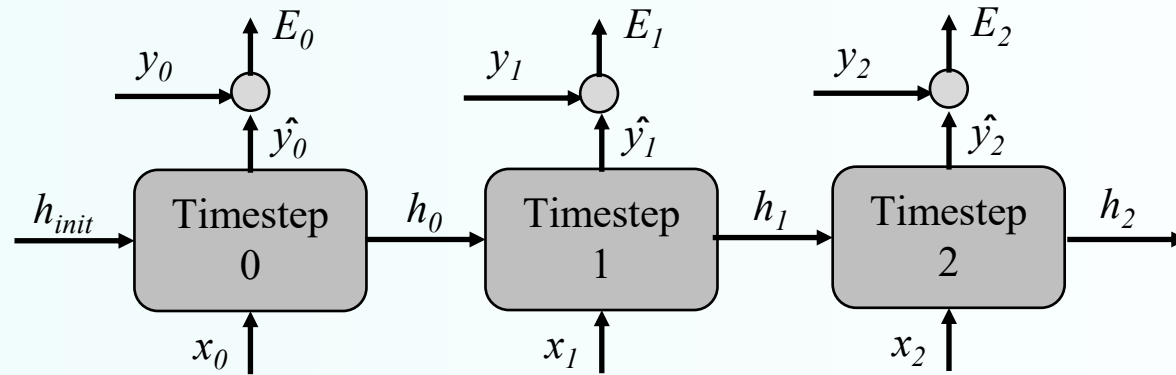 E₀ E₁ E₂
y₀ y₁ y₂
ŷ₀ ŷ₁ ŷ₂
h_init Timestep 0 h₀ Timestep 1 h₁ Timestep 2 h₂
x₀ x₁ x₂